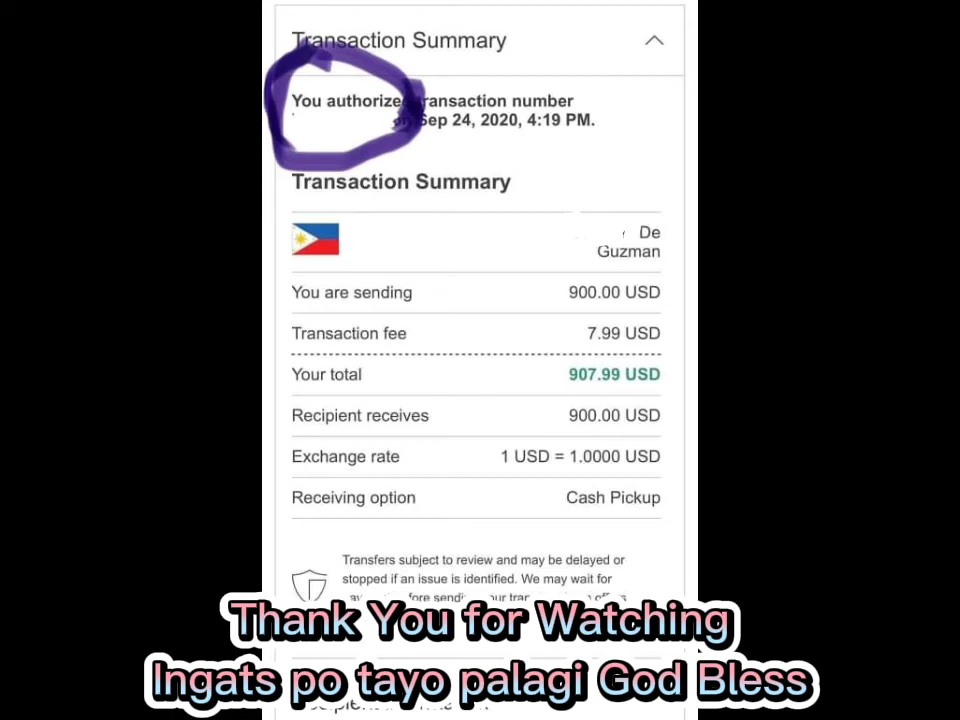 Transaction Summary
You authorized transaction number
on Sep 24, 2020, 4:19 PM.
Transaction Summary
De
Guzman
You are sending 900.00 USD
Transaction fee 7.99 USD
Your total 907.99 USD
Recipient receives 900.00 USD
Exchange rate 1 USD = 1.0000 USD
Receiving option Cash Pickup
Transfers subject to review and may be delayed or
stopped if an issue is identified. We may wait for
Thank You for Watching
Ingats po tayo palagi God Bless